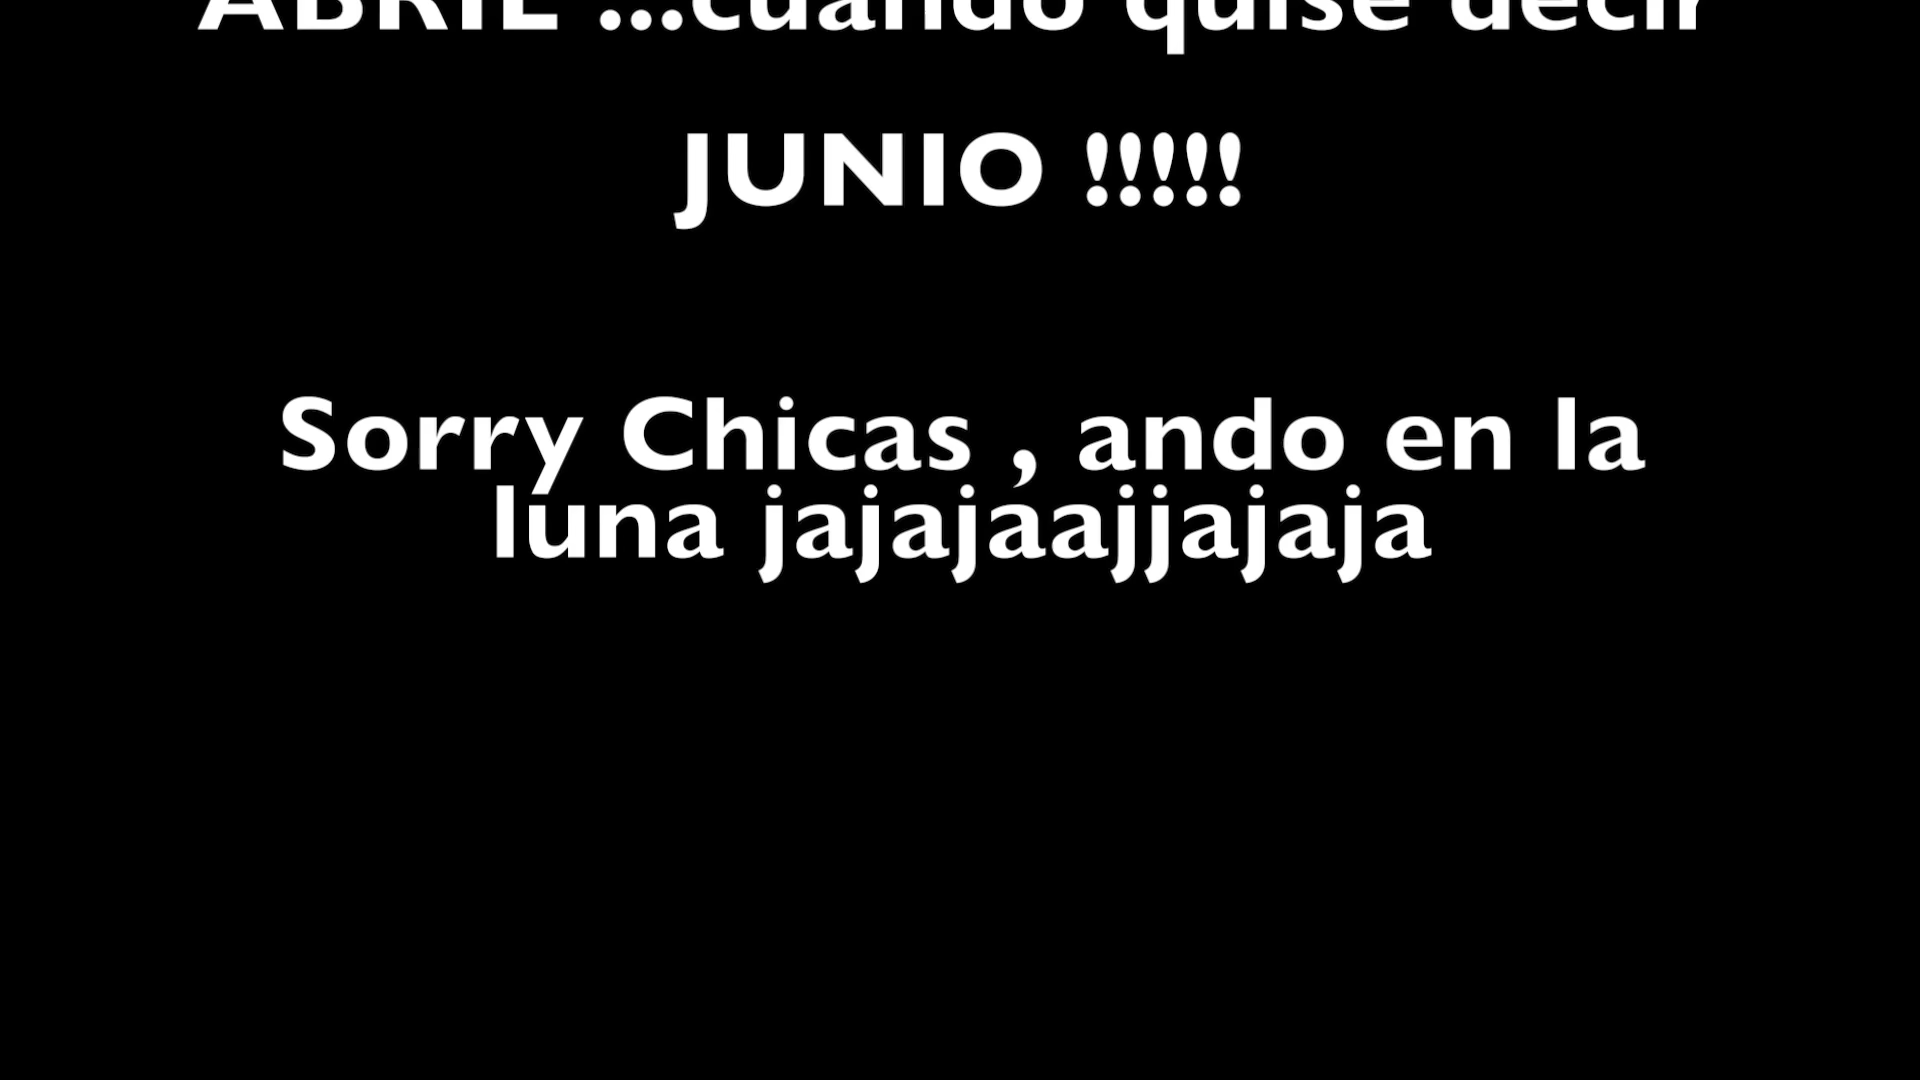 ABRIL ...cuando quise decir
JUNIO !!!!!
Sorry Chicas , ando en la
luna jajajaajjajaja